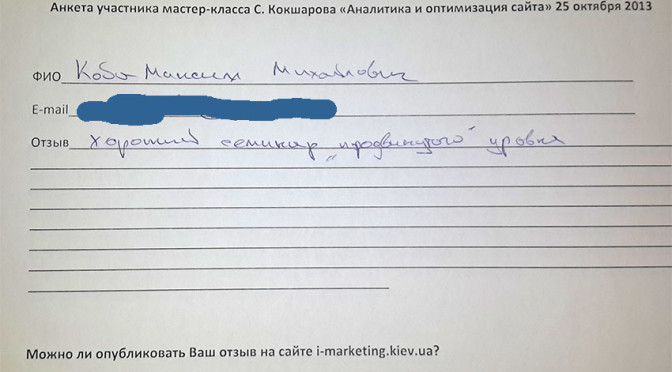 Анкета участника мастер-класса С. Кокшарова «Аналитика и оптимизация сайта» 25 октября 2013
ФИО Кобо Максим Михайлович
E-mail
Отзыв Хороший семинар „продвинутого" уровня
Можно ли опубликовать Ваш отзыв на сайте i-marketing.kiev.ua?